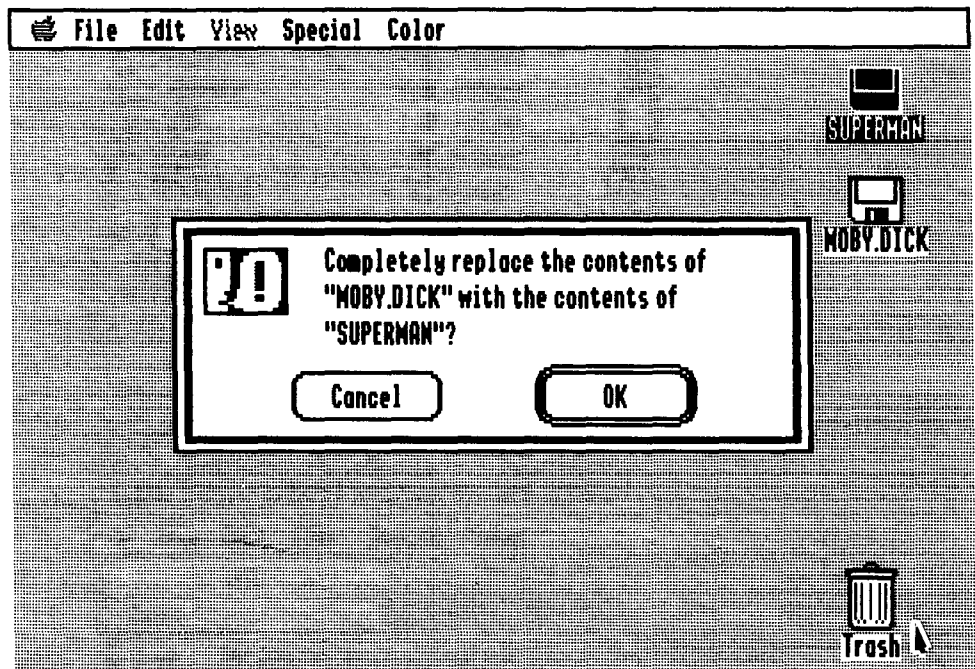 File Edit View Special Color
SUPERMAN
MOBY.DICK
Completely replace the contents of
"MOBY.DICK" with the contents of
"SUPERMAN"?
Cancel OK
Trash